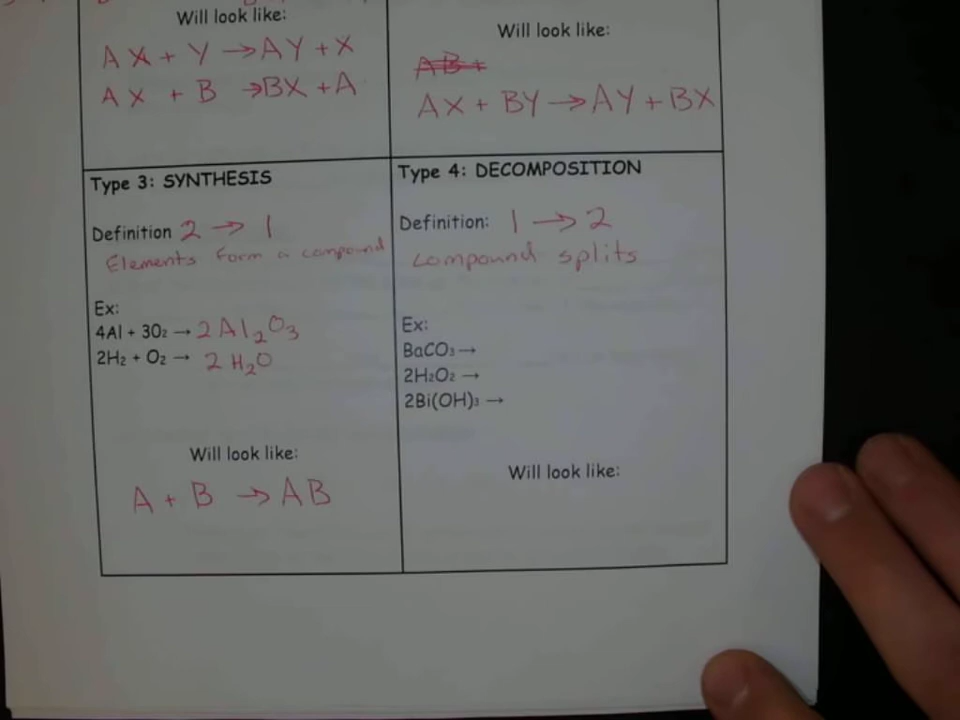 Will look like:
AX + Y → AY + X
AX + B → BX + A
Will look like:
AB +
AX + BY → AY + BX
Type 3: SYNTHESIS
Definition 2 → 1
Elements form a compound
Ex:
4Al + 3O₂ → 2Al₂O₃
2H₂ + O₂ → 2H₂O
Will look like:
A + B → AB
Type 4: DECOMPOSITION
Definition: 1 → 2
compound splits
Ex:
BaCO₃ →
2H₂O₂ →
2Bi(OH)₃ →
Will look like: